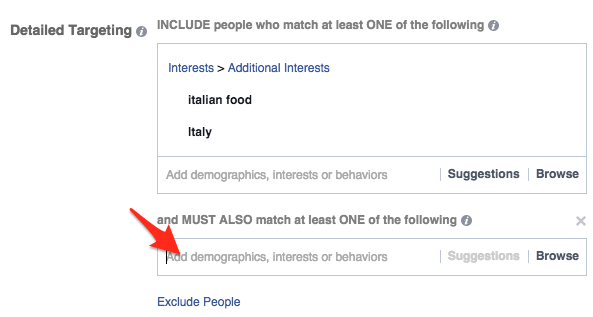 Detailed Targeting
INCLUDE people who match at least ONE of the following
Interests > Additional Interests
italian food
Italy
Add demographics, interests or behaviors Suggestions Browse
and MUST ALSO match at least ONE of the following
Add demographics, interests or behaviors Suggestions Browse
Exclude People